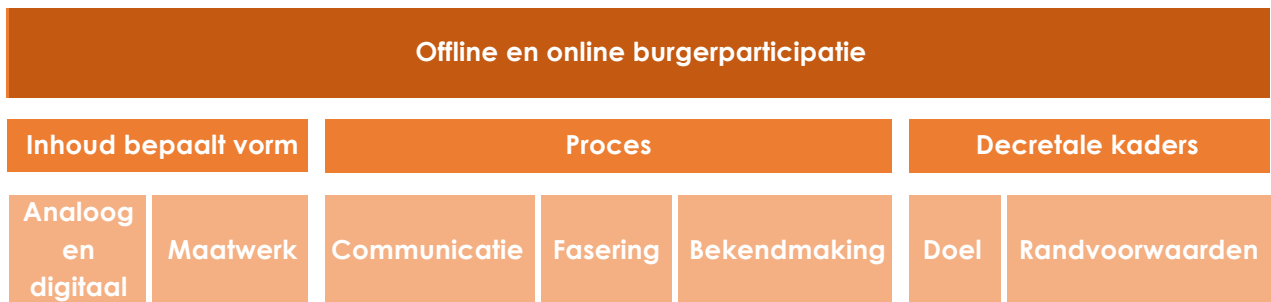 Offline en online burgerparticipatie
Inhoud bepaalt vorm
Proces
Decretale kaders
Analoog
en
digitaal
Maatwerk
Communicatie
Fasering
Bekendmaking
Doel
Randvoorwaarden